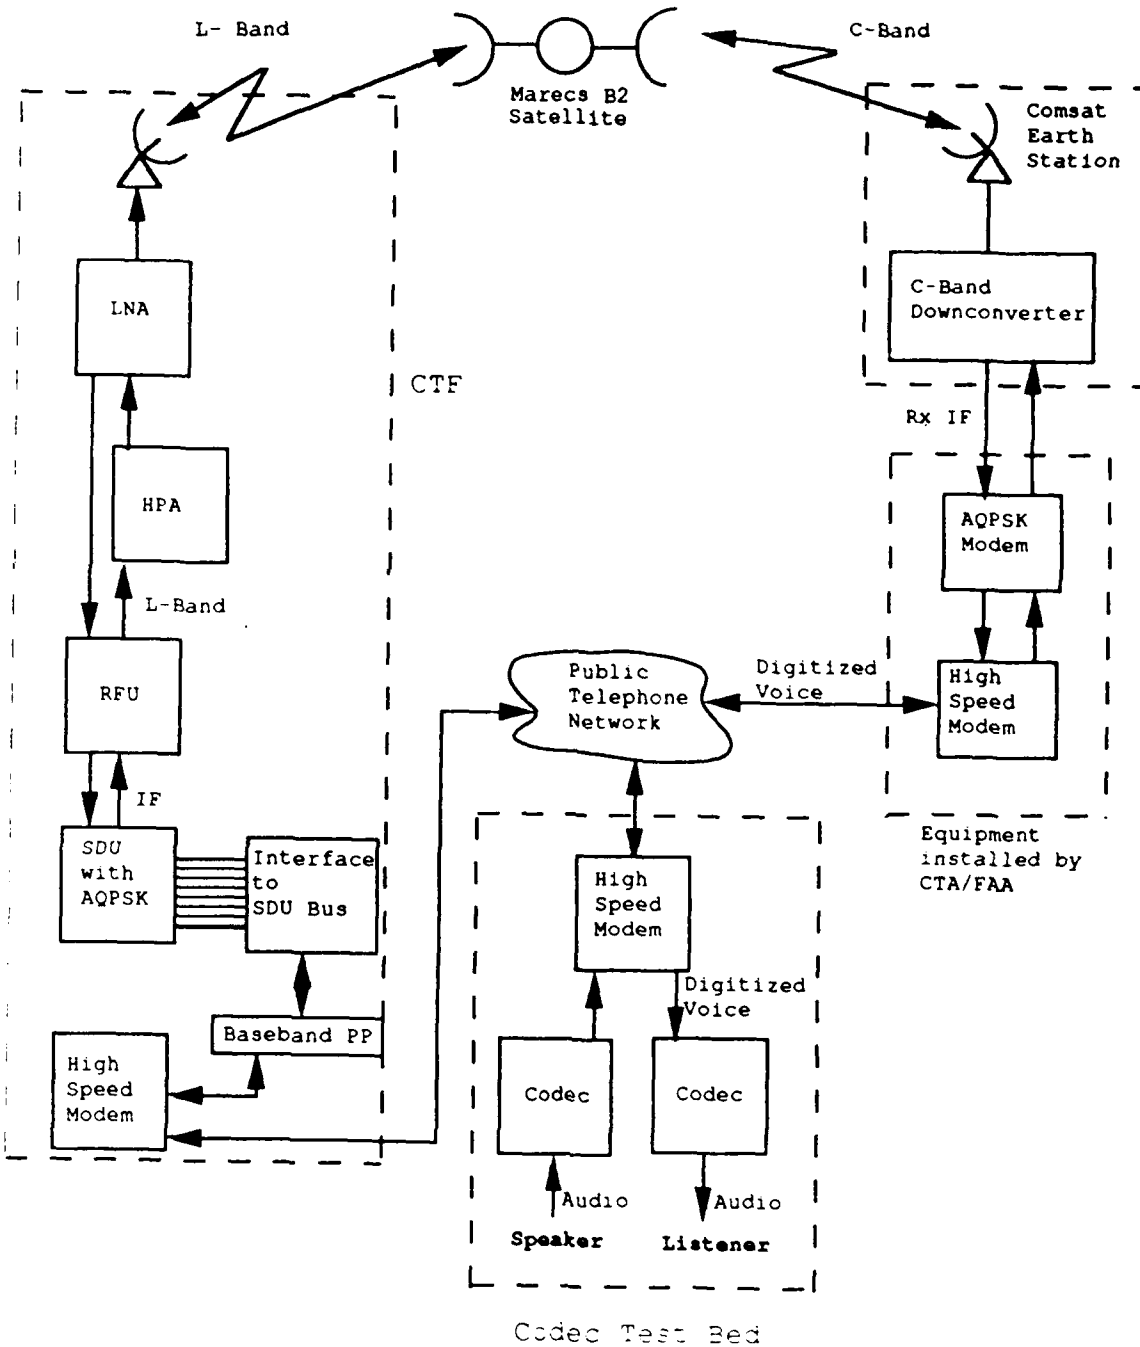 L- Band
C-Band
Marecs B2
Satellite
Comsat
Earth
Station
LNA
C-Band
Downconverter
CTF
Rx IF
HPA
AQPSK
Modem
L-Band
RFU
Public
Telephone
Network
Digitized
Voice
High
Speed
Modem
IF
SDU
with
AQPSK
Interface
to
SDU Bus
Equipment
installed by
CTA/FAA
High
Speed
Modem
Digitized
Voice
Baseband PP
High
Speed
Modem
Codec
Codec
Audio
Audio
Speaker
Listener
Codec Test Bed